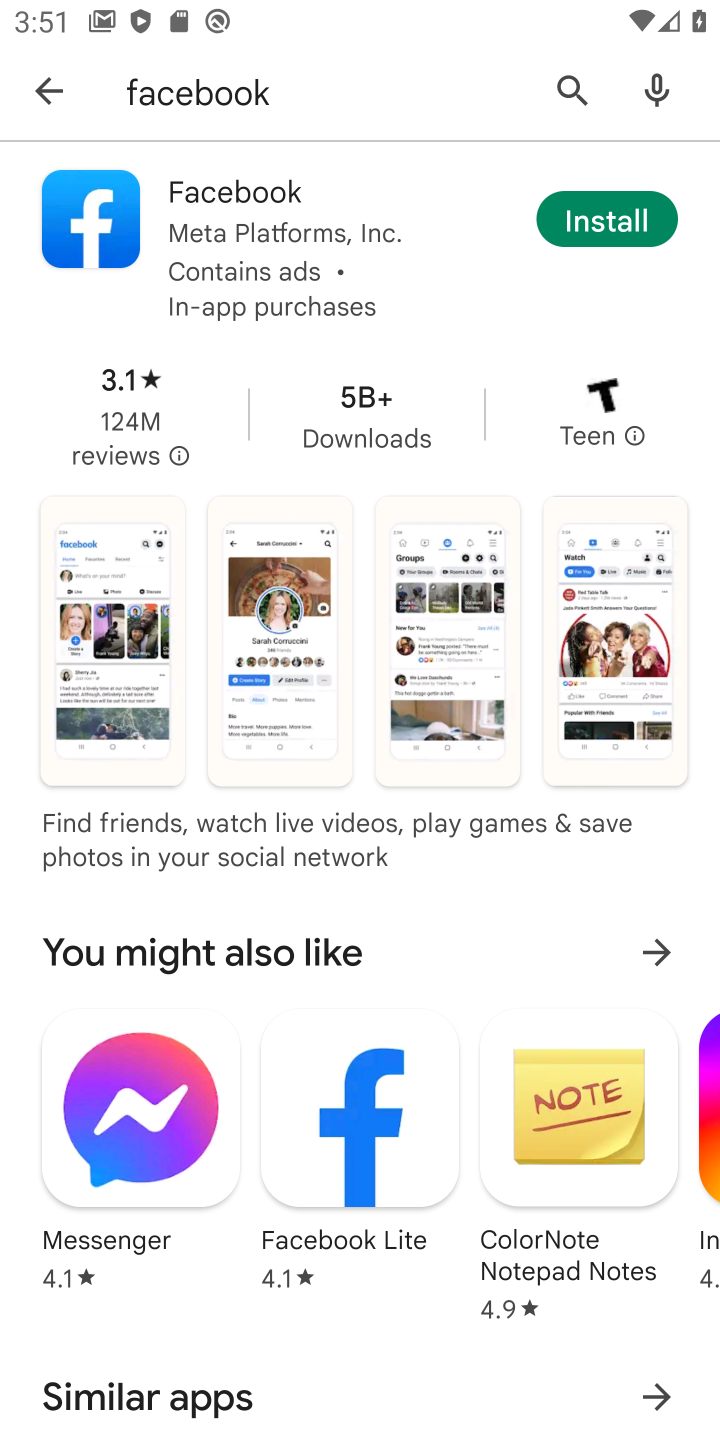 3:51
facebook
Facebook
Meta Platforms, Inc.
Install
Contains ads •
In-app purchases
3.1★
124M
reviews
5B+
Downloads
T
Teen
facebook
Sarah Corruccini
Groups
Watch
Find friends, watch live videos, play games & save
photos in your social network
You might also like
NOTE
Messenger
4.1★
Facebook Lite
4.1★
ColorNote
Notepad Notes
4.9★
In
4.
Similar apps